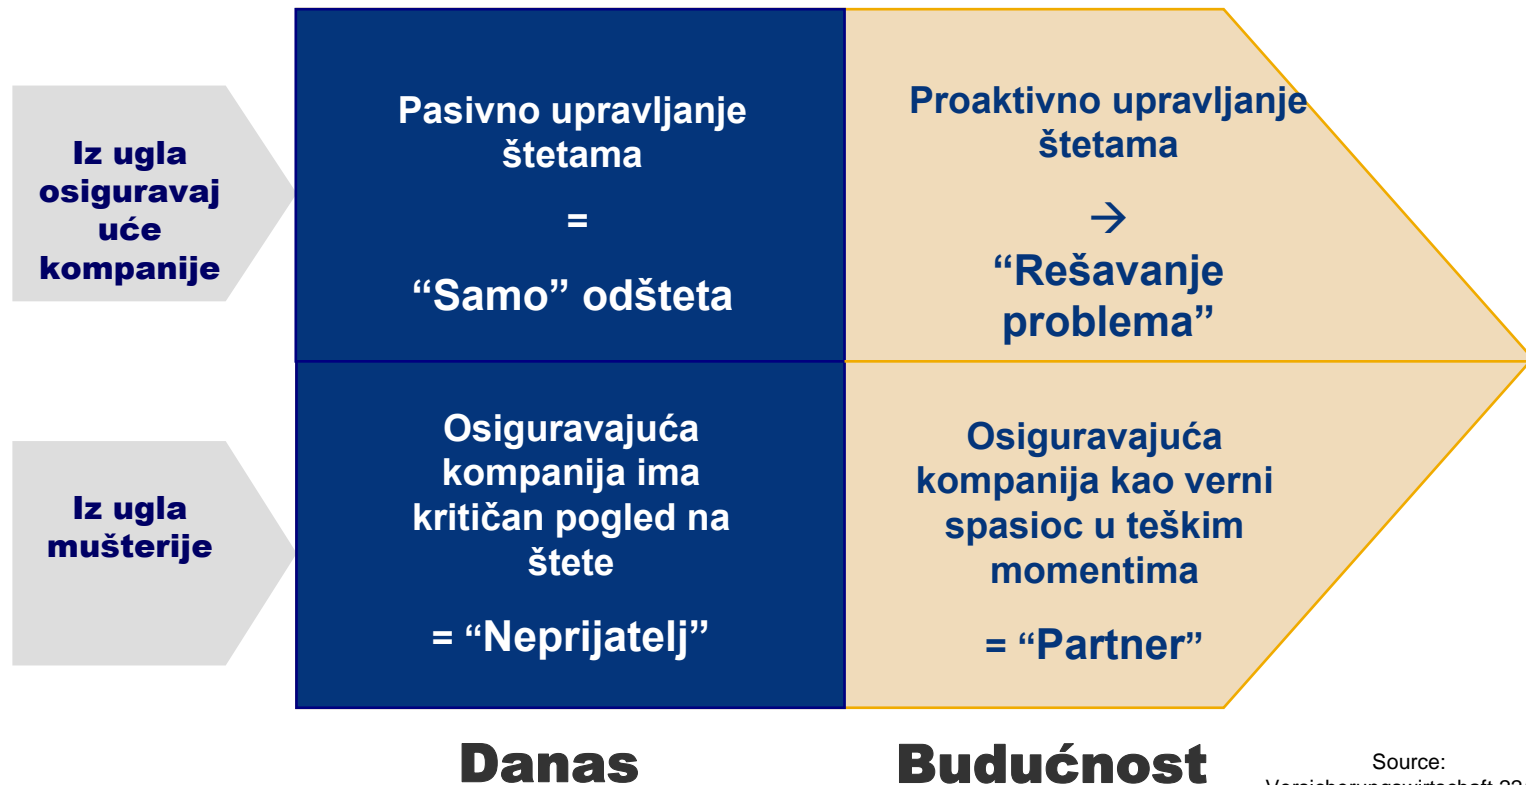 Iz ugla
osiguravaj
uće
kompanije
Pasivno upravljanje
štetama
=
“Samo” odšteta
Proaktivno upravljanje
štetama
→
“Rešavanje
problema”
Iz ugla
mušterije
Osiguravajuća
kompanija ima
kritičan pogled na
štete
= “Neprijatelj”
Osiguravajuća
kompanija kao verni
spasioc u teškim
momentima
= “Partner”
Danas
Budućnost
Source:
Versicherungswirtschaft